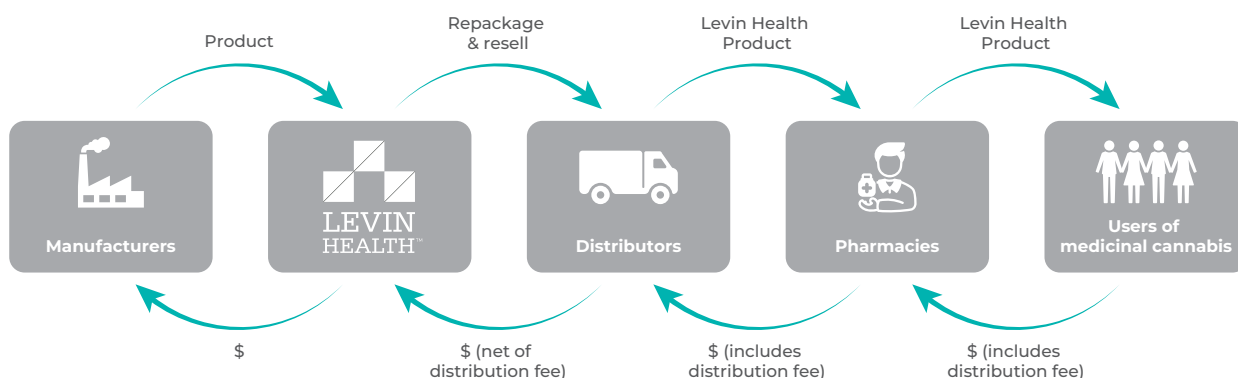 Product
Repackage
& resell
Levin Health
Product
Levin Health
Product
Manufacturers
LEVIN
HEALTH™
Distributors
Pharmacies
Users of
medicinal cannabis
$
$ (net of
distribution fee)
$ (includes
distribution fee)
$ (includes
distribution fee)